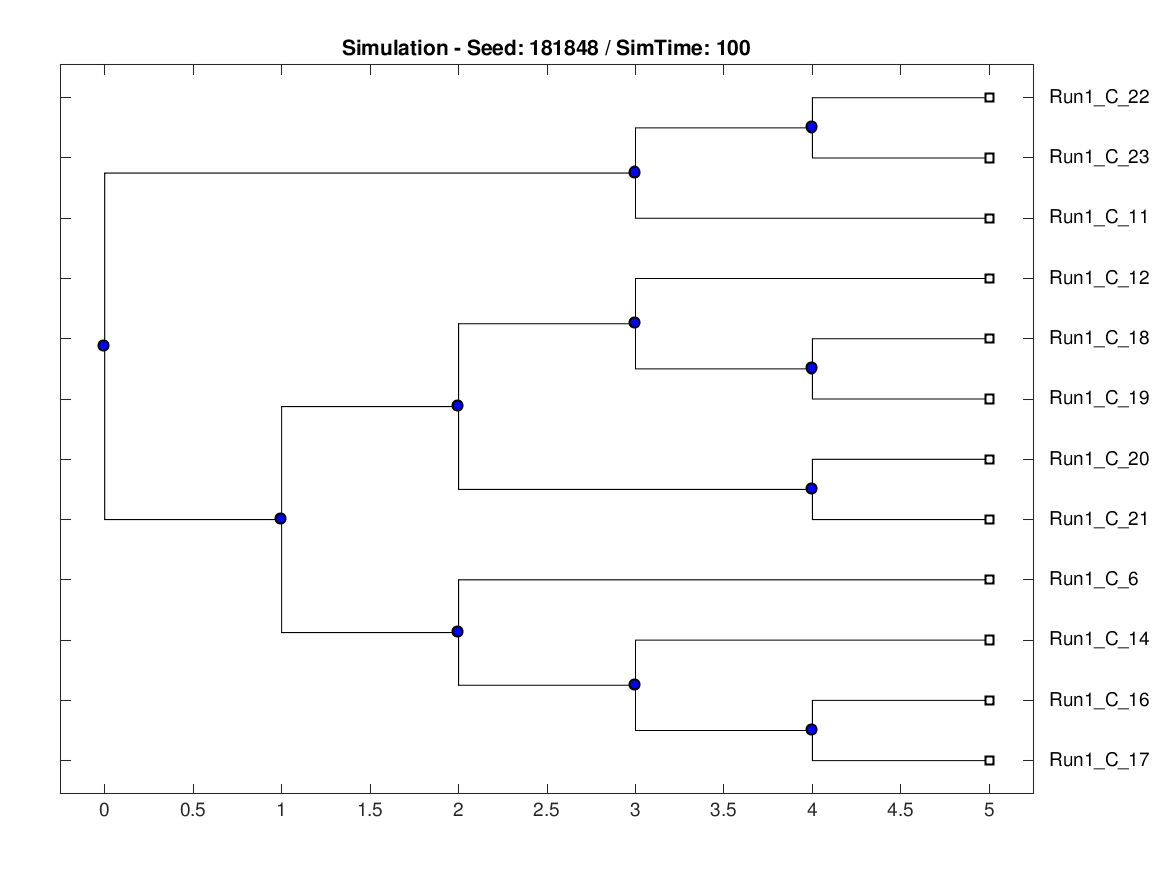 Simulation - Seed: 181848 / SimTime: 100
Run1_C_22
Run1_C_23
Run1_C_11
Run1_C_12
Run1_C_18
Run1_C_19
Run1_C_20
Run1_C_21
Run1_C_6
Run1_C_14
Run1_C_16
Run1_C_17
0 0.5 1 1.5 2 2.5 3 3.5 4 4.5 5